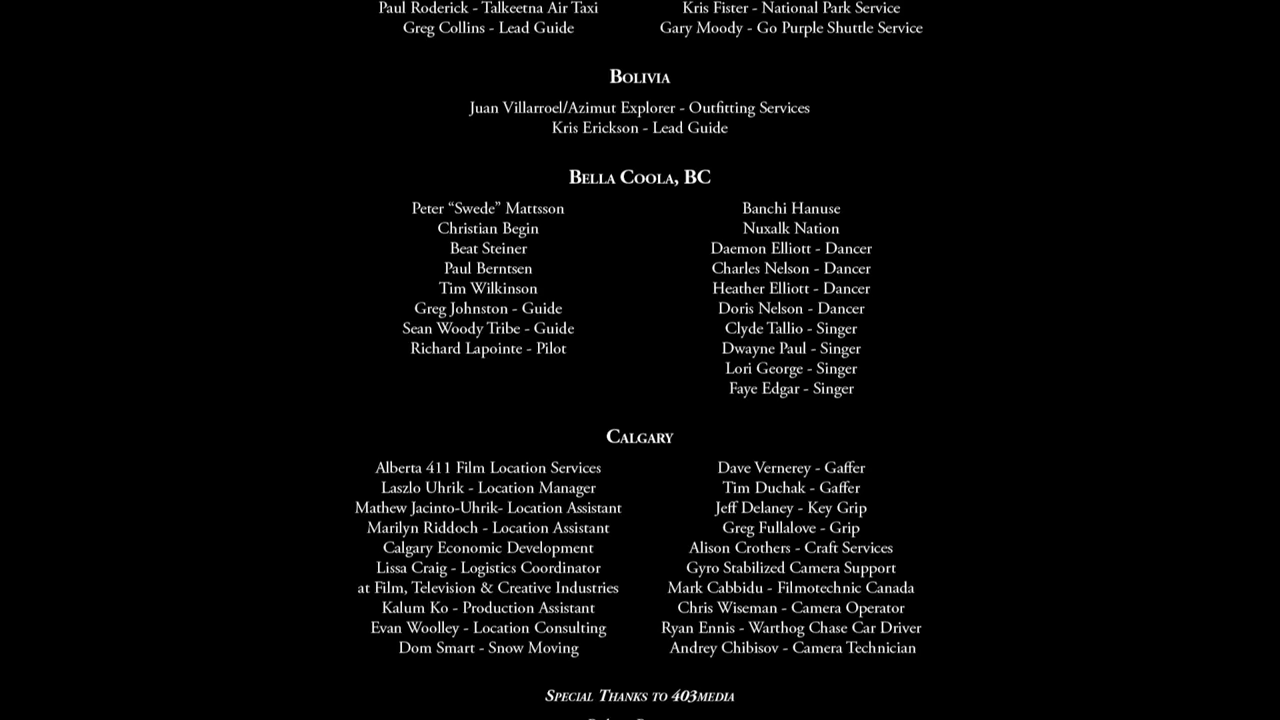 Paul Roderick - Talkeetna Air Taxi
Greg Collins - Lead Guide
Kris Fister - National Park Service
Gary Moody - Go Purple Shuttle Service
Bolivia
Juan Villarroel/Azimut Explorer - Outfitting Services
Kris Erickson - Lead Guide
Bella Coola, BC
Peter “Swede” Mattsson
Christian Begin
Beat Steiner
Paul Berntsen
Tim Wilkinson
Greg Johnston - Guide
Sean Woody Tribe - Guide
Richard Lapointe - Pilot
Banchi Hanuse
Nuxalk Nation
Daemon Elliott - Dancer
Charles Nelson - Dancer
Heather Elliott - Dancer
Doris Nelson - Dancer
Clyde Tallio - Singer
Dwayne Paul - Singer
Lori George - Singer
Faye Edgar - Singer
Calgary
Alberta 411 Film Location Services
Laszlo Uhrik - Location Manager
Mathew Jacinto-Uhrik- Location Assistant
Marilyn Riddoch - Location Assistant
Calgary Economic Development
Lissa Craig - Logistics Coordinator
at Film, Television & Creative Industries
Kalum Ko - Production Assistant
Evan Woolley - Location Consulting
Dom Smart - Snow Moving
Dave Vernerey - Gaffer
Tim Duchak - Gaffer
Jeff Delaney - Key Grip
Greg Fullalove - Grip
Alison Crothers - Craft Services
Gyro Stabilized Camera Support
Mark Cabbidu - Filmotechnic Canada
Chris Wiseman - Camera Operator
Ryan Ennis - Warthog Chase Car Driver
Andrey Chibisov - Camera Technician
Special Thanks to 403media